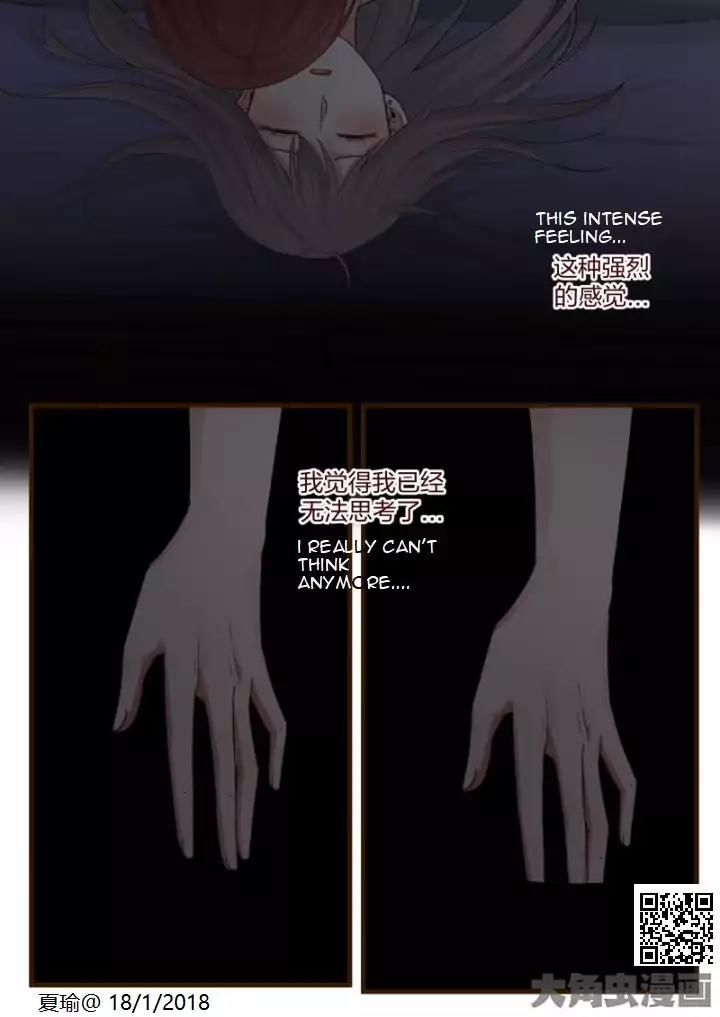 THIS INTENSE
FEELING...
这种强烈
的感觉...
我觉得我已经
无法思考了...
I REALLY CAN'T
THINK
ANYMORE....
夏瑜@ 18/1/2018
大角虫漫画